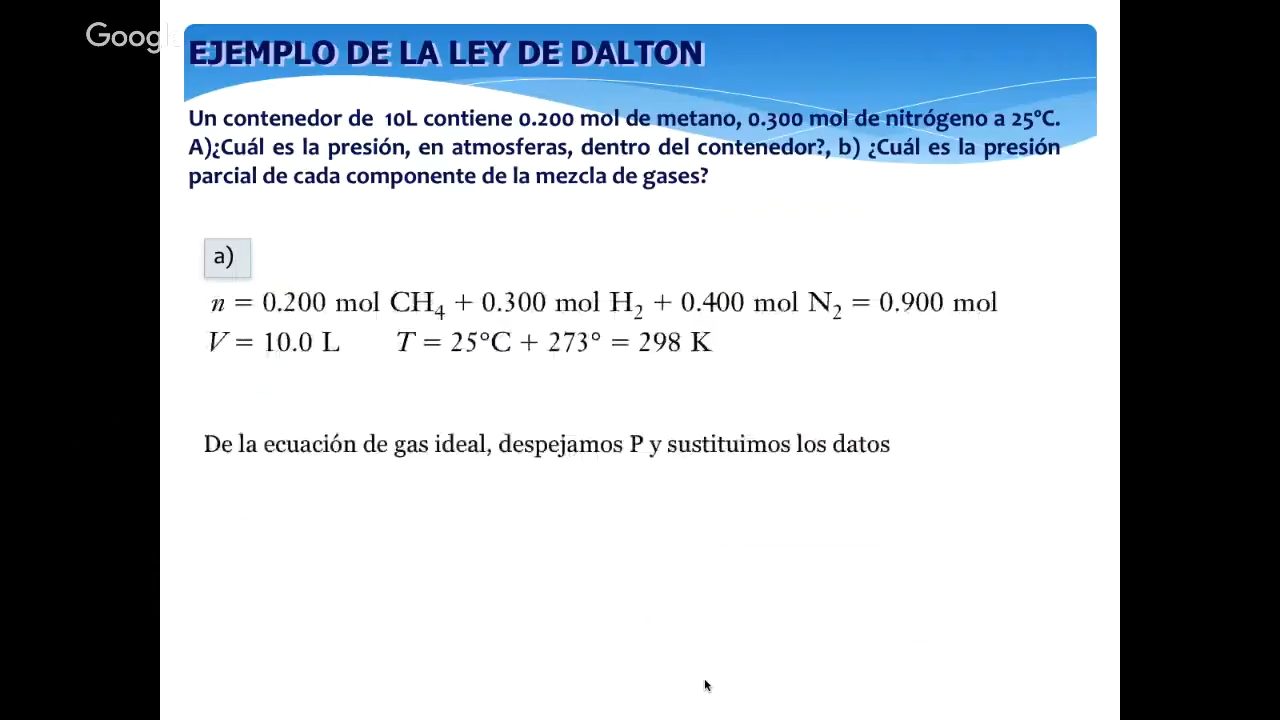 Google
EJEMPLO DE LA LEY DE DALTON
Un contenedor de 10L contiene 0.200 mol de metano, 0.300 mol de nitrógeno a 25°C.
A)¿Cuál es la presión, en atmosferas, dentro del contenedor?, b) ¿Cuál es la presión
parcial de cada componente de la mezcla de gases?
a)
n = 0.200 mol CH₄ + 0.300 mol H₂ + 0.400 mol N₂ = 0.900 mol
V = 10.0 L T = 25°C + 273° = 298 K
De la ecuación de gas ideal, despejamos P y sustituimos los datos